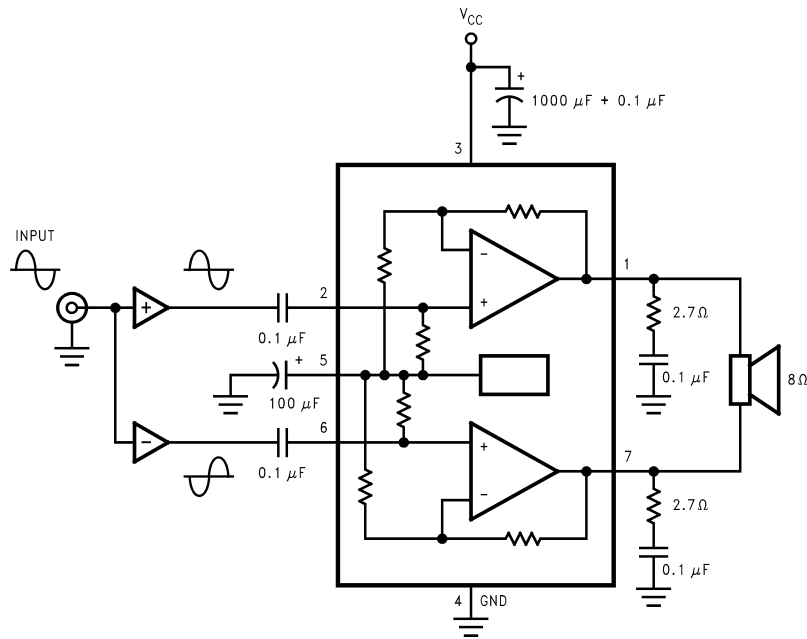 VCC
+
1000 µF + 0.1 µF
3
INPUT
+
2
0.1 µF
−
+
1
2.7Ω
0.1 µF
+
5
100 µF
8Ω
−
6
0.1 µF
+
−
7
2.7Ω
0.1 µF
4 GND